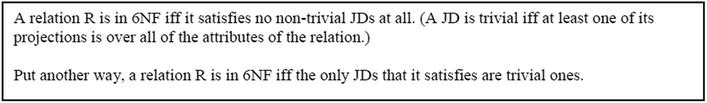 A relation R is in 6NF iff it satisfies no non-trivial JDs at all. (A JD is trivial iff at least one of its
projections is over all of the attributes of the relation.)
Put another way, a relation R is in 6NF iff the only JDs that it satisfies are trivial ones.